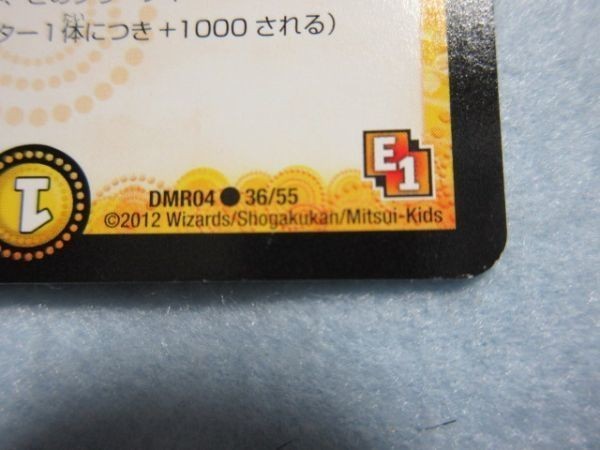 ター1体につき+1000される)
E1
1
DMR04 ● 36/55
©2012 Wizards/Shogakukan/Mitsui-Kids